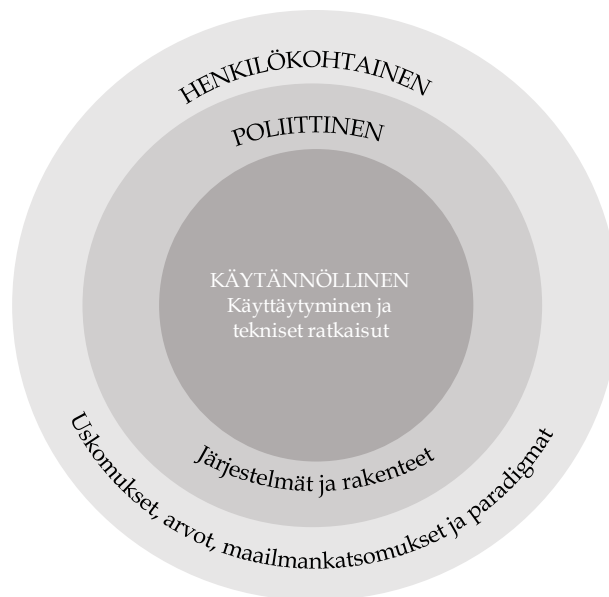 HENKILÖKOHTAINEN
POLIITTINEN
KÄYTÄNNÖLLINEN
Käyttäytyminen ja
tekniset ratkaisut
Järjestelmät ja rakenteet
Uskomukset, arvot, maailmankatsomukset ja paradigmat